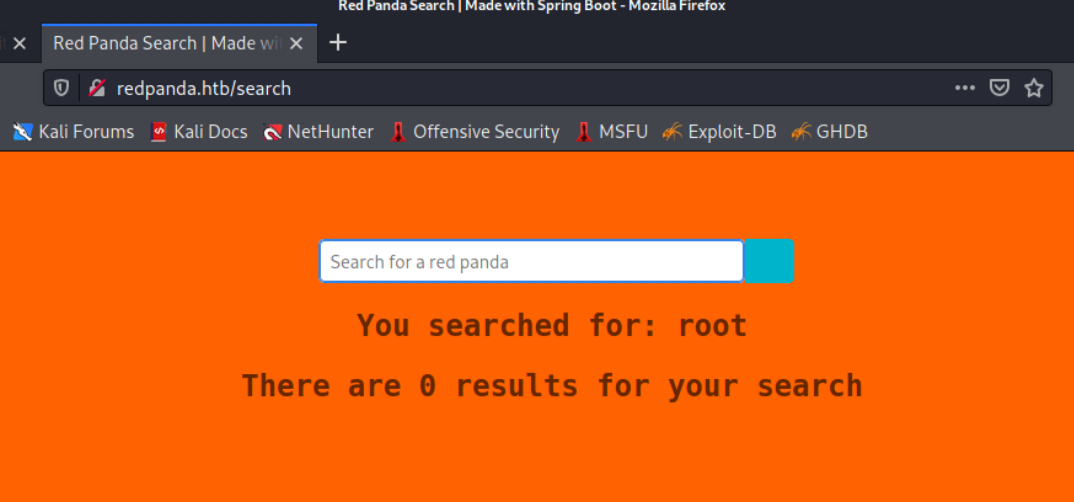 Red Panda Search | Made with Spring Boot - Mozilla Firefox
Red Panda Search | Made wi
redpanda.htb/search
Kali Forums Kali Docs NetHunter Offensive Security MSFU Exploit-DB GHDB
Search for a red panda
You searched for: root
There are 0 results for your search